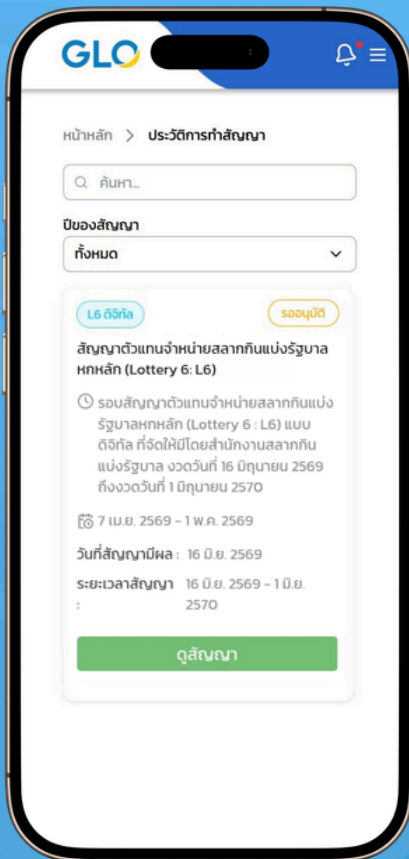 GLO
หน้าหลัก > ประวัติการทำสัญญา
ค้นหา...
ปีของสัญญา
ทั้งหมด
L6 ดิจิทัล
รออนุมัติ
สัญญาตัวแทนจำหน่ายสลากกินแบ่งรัฐบาล
หกหลัก (Lottery 6: L6)
รอบสัญญาตัวแทนจำหน่ายสลากกินแบ่ง
รัฐบาลหกหลัก (Lottery 6 : L6) แบบ
ดิจิทัล ที่จัดให้มีโดยสำนักงานสลากกิน
แบ่งรัฐบาล งวดวันที่ 16 มิถุนายน 2569
ถึงงวดวันที่ 1 มิถุนายน 2570
7 เม.ย. 2569 - 1 พ.ค. 2569
วันที่สัญญามีผล : 16 มิ.ย. 2569
ระยะเวลาสัญญา 16 มิ.ย. 2569 - 1 มิ.ย.
: 2570
ดูสัญญา